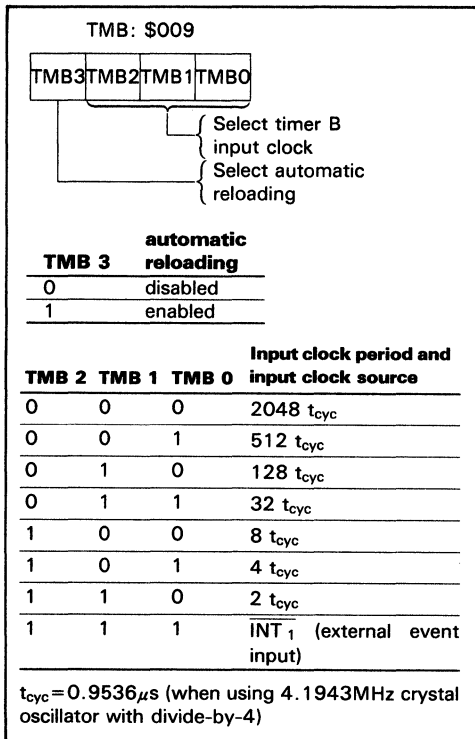 TMB: $009
TMB3 TMB2 TMB1 TMB0
Select timer B
input clock
Select automatic
reloading
automatic
TMB 3 reloading
0 disabled
1 enabled
Input clock period and
TMB 2 TMB 1 TMB 0 input clock source
0 0 0 2048 tcyc
0 0 1 512 tcyc
0 1 0 128 tcyc
0 1 1 32 tcyc
1 0 0 8 tcyc
1 0 1 4 tcyc
1 1 0 2 tcyc
1 1 1 INT 1 (external event
input)
tcyc=0.9536μs (when using 4.1943MHz crystal
oscillator with divide-by-4)